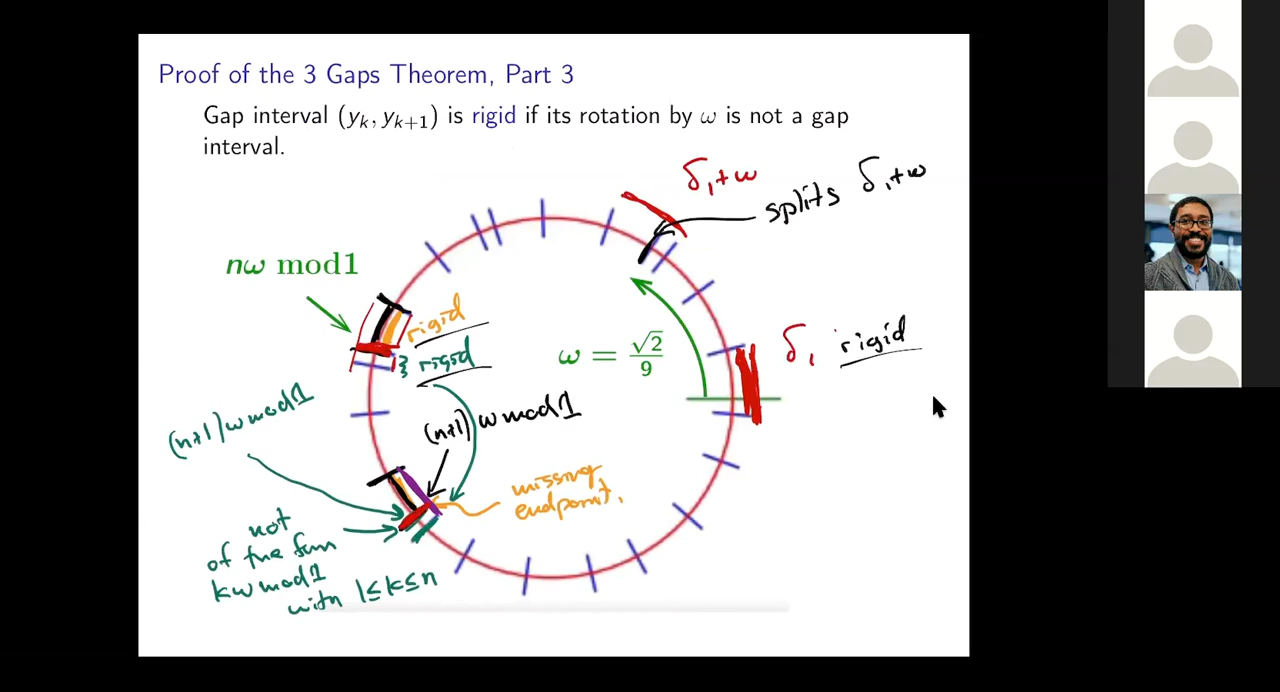 Proof of the 3 Gaps Theorem, Part 3
Gap interval (yₖ, yₖ₊₁) is rigid if its rotation by ω is not a gap
interval.
δ₁+ω
splits δ₁+ω
nω mod1
rigid
} rigid
ω = √2/9
δ₁ rigid
(n+1)ω mod1
(n+1)ω mod1
missing
endpoint.
not
of the form
kω mod1
with 1≤k≤n